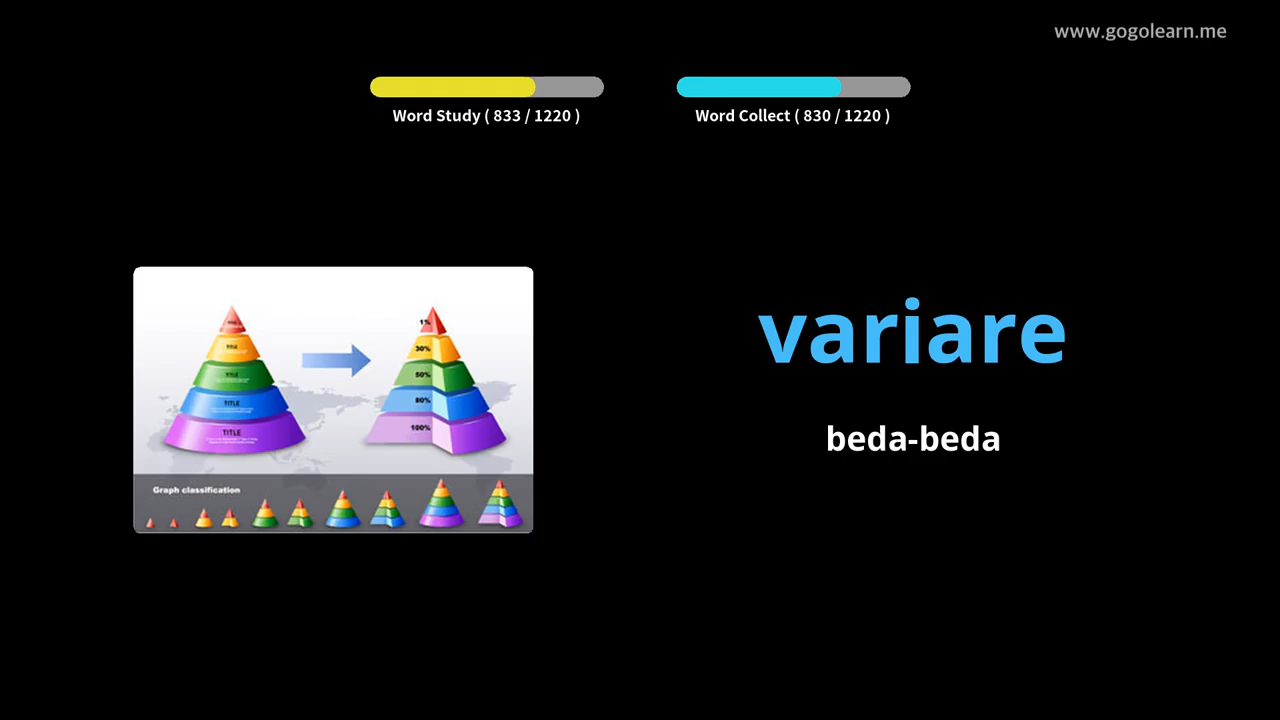 www.gogolearn.me
Word Study ( 833 / 1220 )
Word Collect ( 830 / 1220 )
variare
beda-beda
TITLE
TITLE
TITLE
TITLE
1%
30%
50%
80%
100%
Graph classification